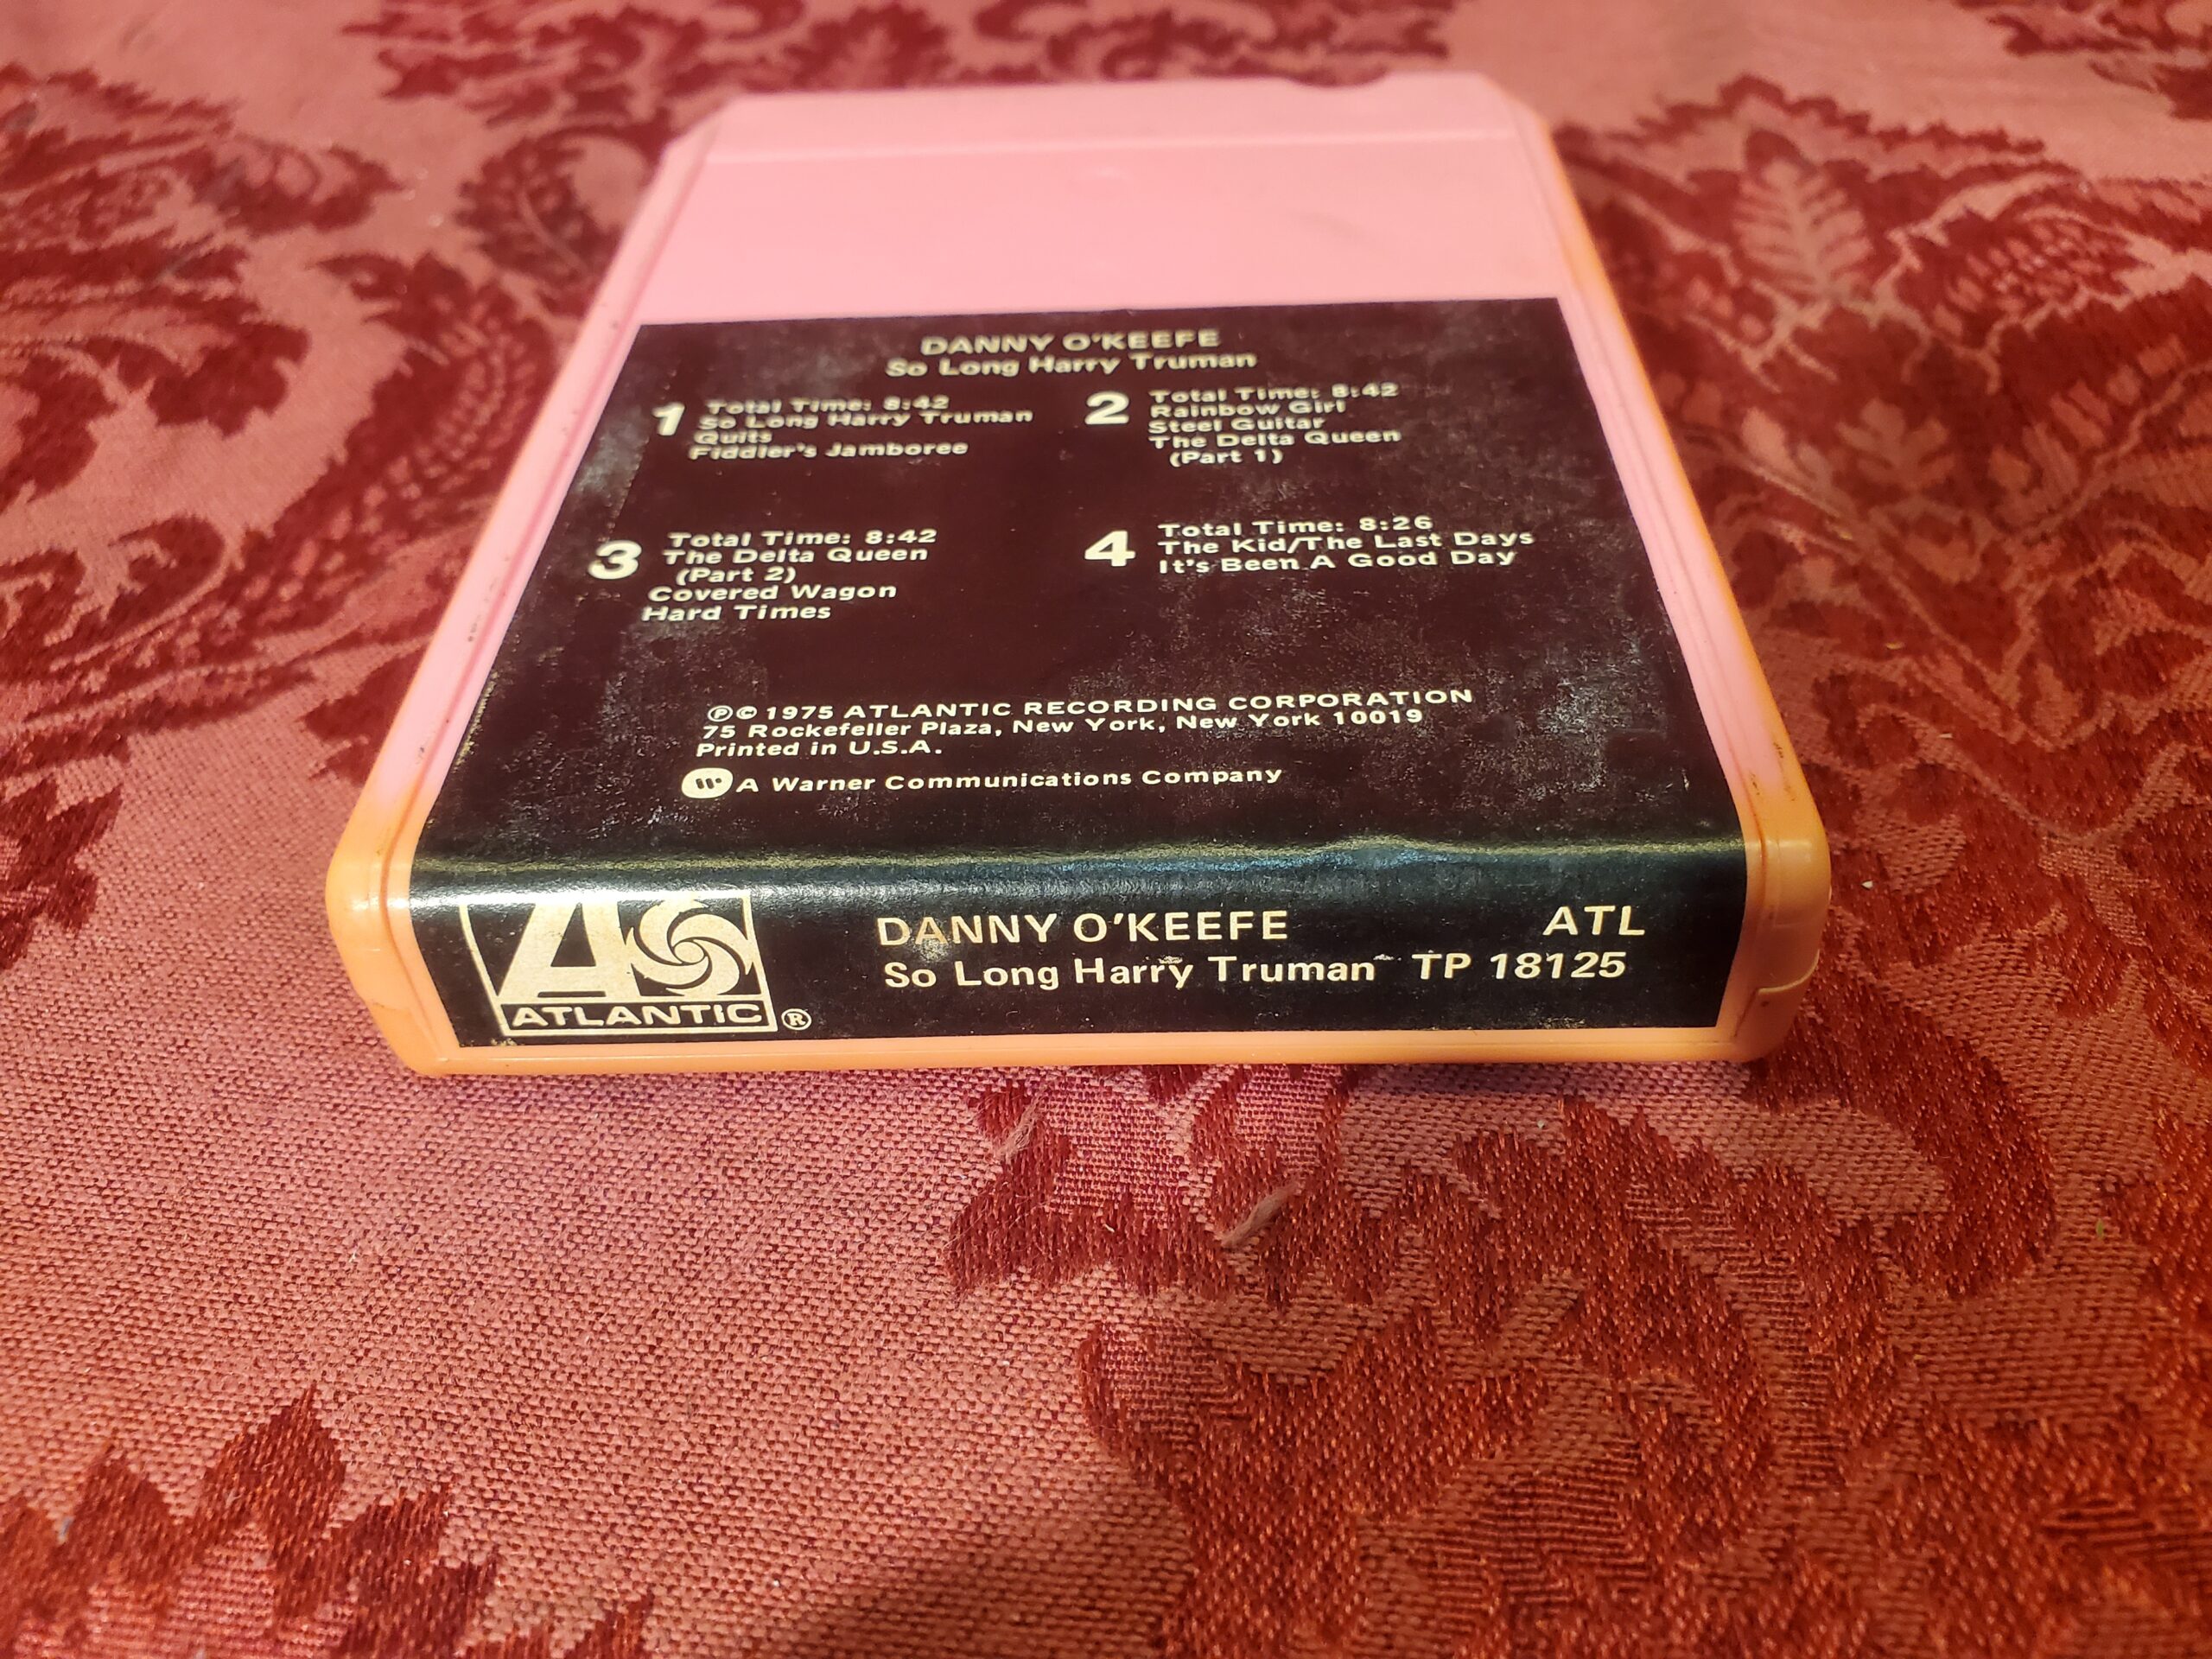 DANNY O'KEEFE
So Long Harry Truman
1 Total Time: 8:42
So Long Harry Truman
Quits
Fiddler's Jamboree
2 Total Time: 8:42
Rainbow Girl
Steel Guitar
The Delta Queen
(Part 1)
3 Total Time: 8:42
The Delta Queen
(Part 2)
Covered Wagon
Hard Times
4 Total Time: 8:26
The Kid/The Last Days
It's Been A Good Day
℗© 1975 ATLANTIC RECORDING CORPORATION
75 Rockefeller Plaza, New York, New York 10019
Printed in U.S.A.
A Warner Communications Company
ATLANTIC ®
DANNY O'KEEFE ATL
So Long Harry Truman TP 18125